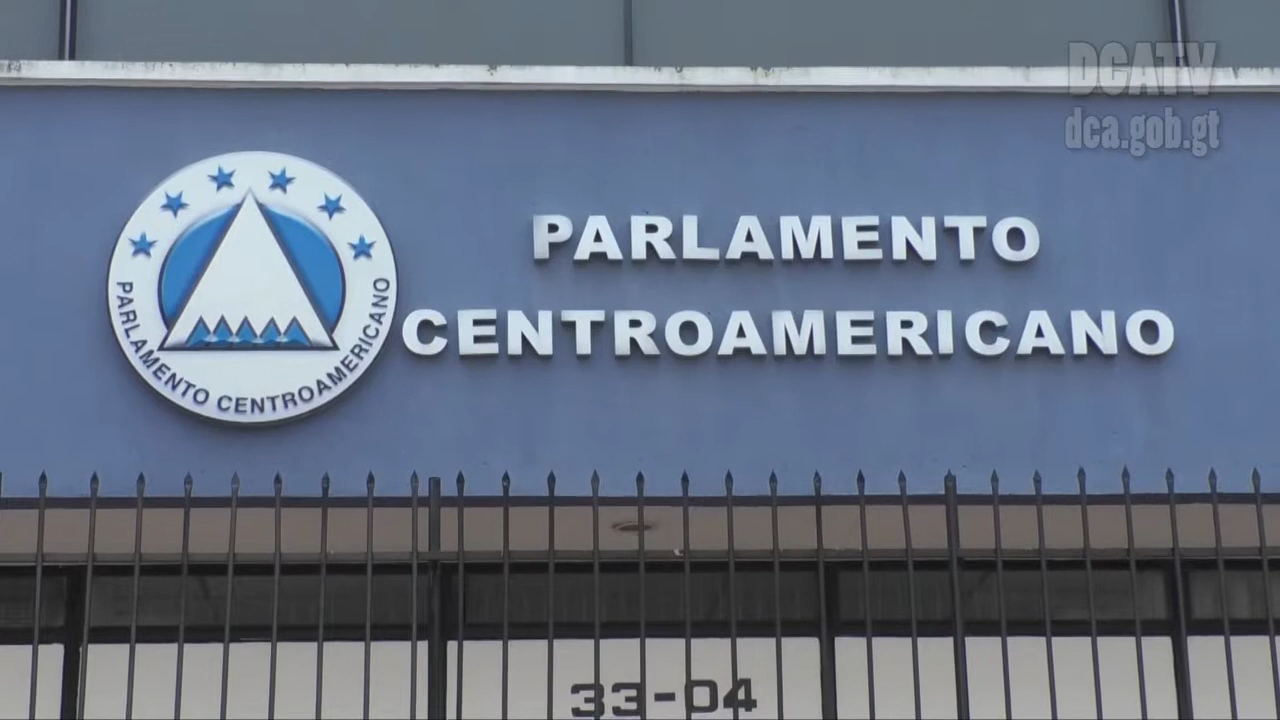 DCATV
dca.gob.gt
PARLAMENTO
CENTROAMERICANO
PARLAMENTO CENTROAMERICANO
33-04